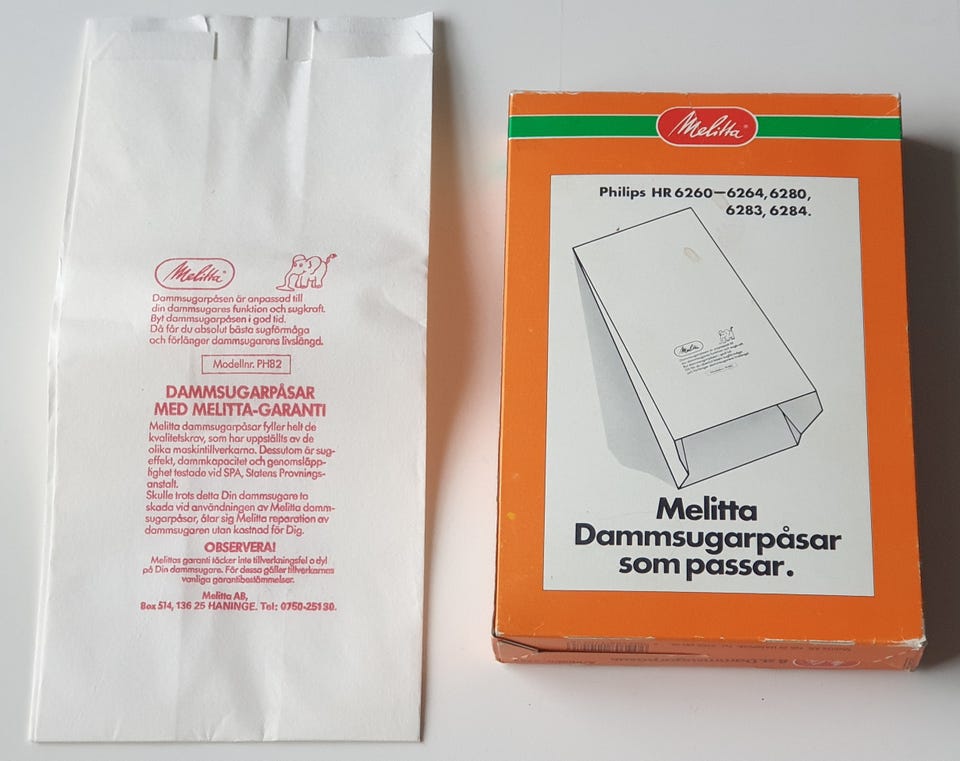 Melitta
Dammsugarpåsen är anpassad till
din dammsugares funktion och sugkraft.
Byt dammsugarpåsen i god tid.
Då får du absolut bästa sugförmåga
och förlänger dammsugarens livslängd.
Modellnr. PH82
DAMMSUGARPÅSAR
MED MELITTA-GARANTI
Melitta dammsugarpåsar fyller helt de
kvalitetskrav, som har uppställts av de
olika maskintillverkarna. Dessutom är sug-
effekt, dammkapacitet och genomsläpp-
lighet testade vid SPA, Statens Provnings-
anstalt.
Skulle trots detta Din dammsugare ta
skada vid användningen av Melitta damm-
sugarpåsar, åtar sig Melitta reparation av
dammsugaren utan kostnad för Dig.
OBSERVERA!
Melittas garanti täcker inte tillverkningsfel o dyl
på Din dammsugare. För dessa gäller tillverkarnes
vanliga garantibestämmelser.
Melitta AB,
Box 514, 136 25 HANINGE. Tel: 0750-25130.
Melitta
Philips HR 6260–6264, 6280,
6283, 6284.
Melitta
Modellnr. PH82
Melitta
Dammsugarpåsar
som passar.